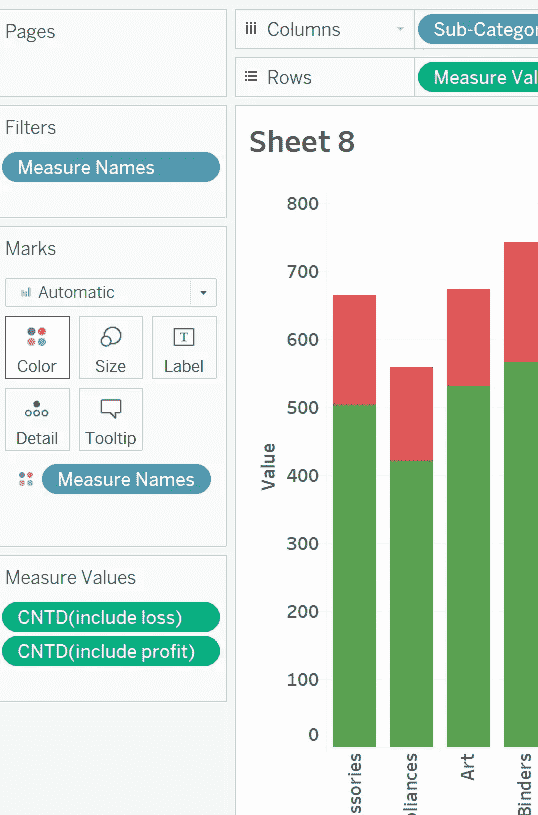 Pages
Columns
Sub-Categor
Rows
Measure Val
Filters
Measure Names
Marks
Automatic
Color
Size
Label
Detail
Tooltip
Measure Names
Measure Values
CNTD(include loss)
CNTD(include profit)
Sheet 8
Value
800
700
600
500
400
300
200
100
0
ssories
pliances
Art
Binders